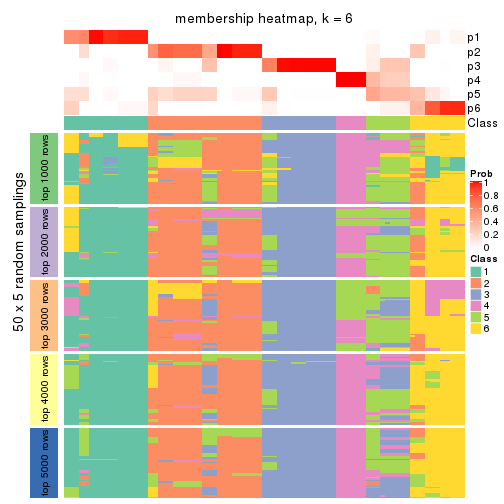 membership heatmap, k = 6
p1
p2
p3
p4
p5
p6
Class
50 x 5 random samplings
top 1000 rows
top 2000 rows
top 3000 rows
top 4000 rows
top 5000 rows
Prob
1
0.8
0.6
0.4
0.2
0
Class
1
2
3
4
5
6